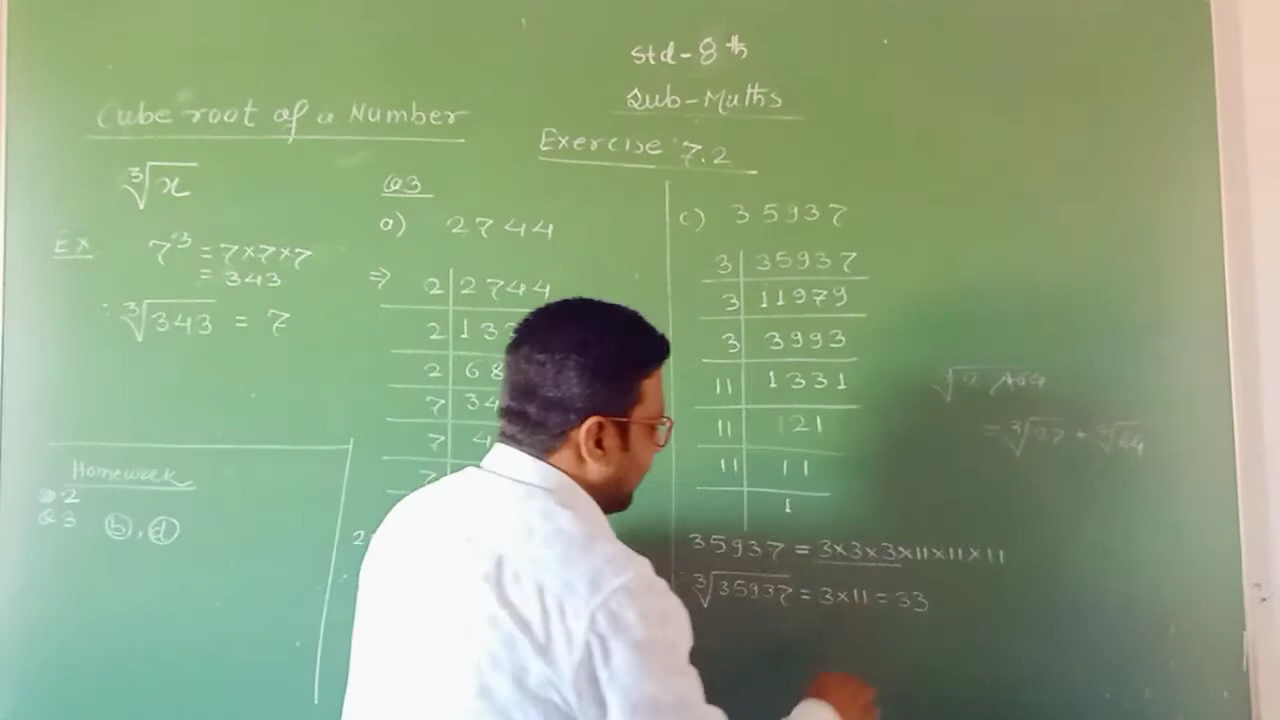 Std-8th
Sub-Maths
Cube root of a Number
Exercise 7.2
∛x
Ex 7³ = 7×7×7
= 343
∴ ∛343 = 7
Q3
a) 2744
⇒ 2 | 2744
2 | 13
2 | 68
7 | 34
7 | 4
7
2
c) 35937
3 | 35937
3 | 11979
3 | 3993
11 | 1331
11 | 121
11 | 11
1
35937 = 3×3×3×11×11×11
∛35937 = 3×11 = 33
= ∛27 + ∛64
Homework
Q2
Q3 (b), (d)